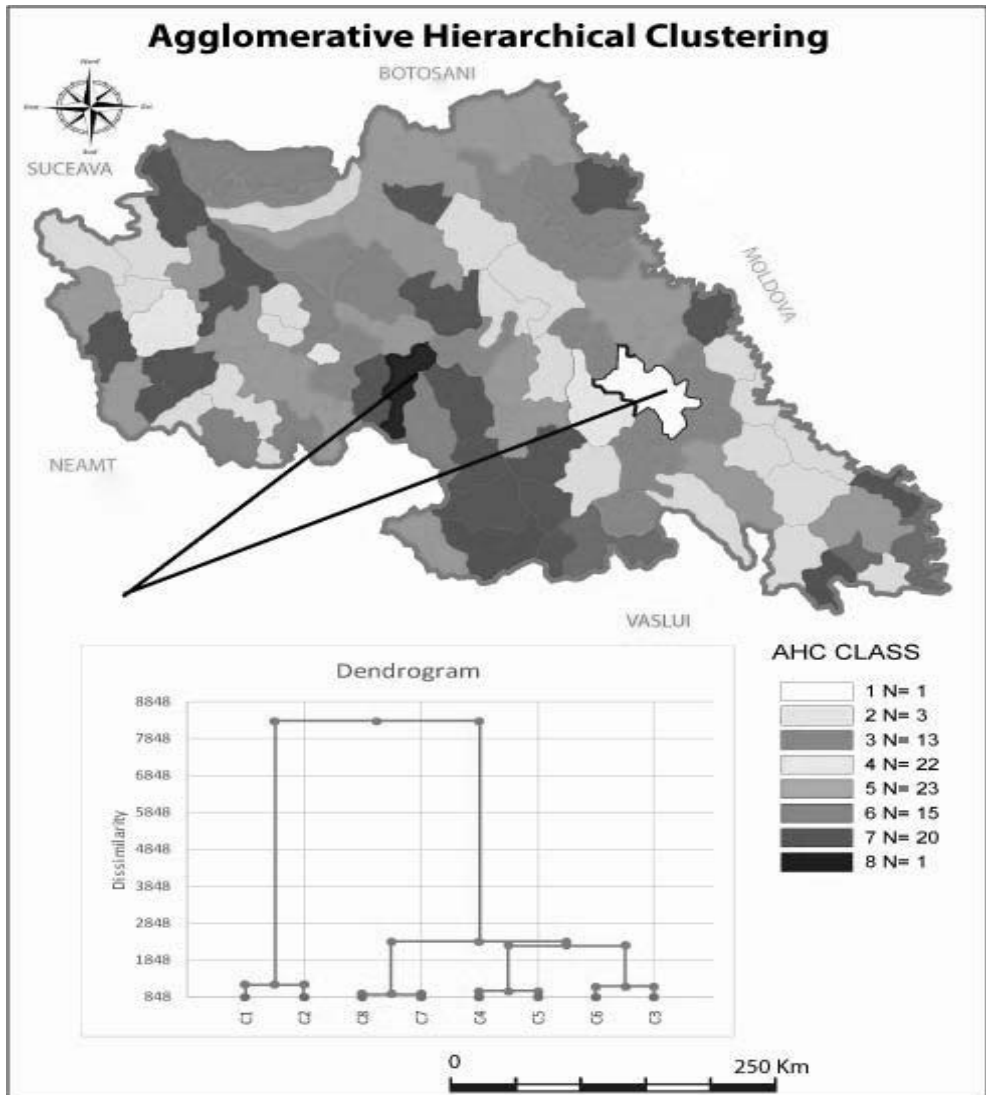 Agglomerative Hierarchical Clustering
Nord
BOTOSANI
Sud
SUCEAVA
MOLDOVA
NEAMT
VASLUI
AHC CLASS
1 N= 1
2 N= 3
3 N= 13
4 N= 22
5 N= 23
6 N= 15
7 N= 20
8 N= 1
Dendrogram
Dissimilarity
8848
7848
6848
5848
4848
3848
2848
1848
848
C1
C2
C8
C7
C4
C5
C6
C3
0
250 Km